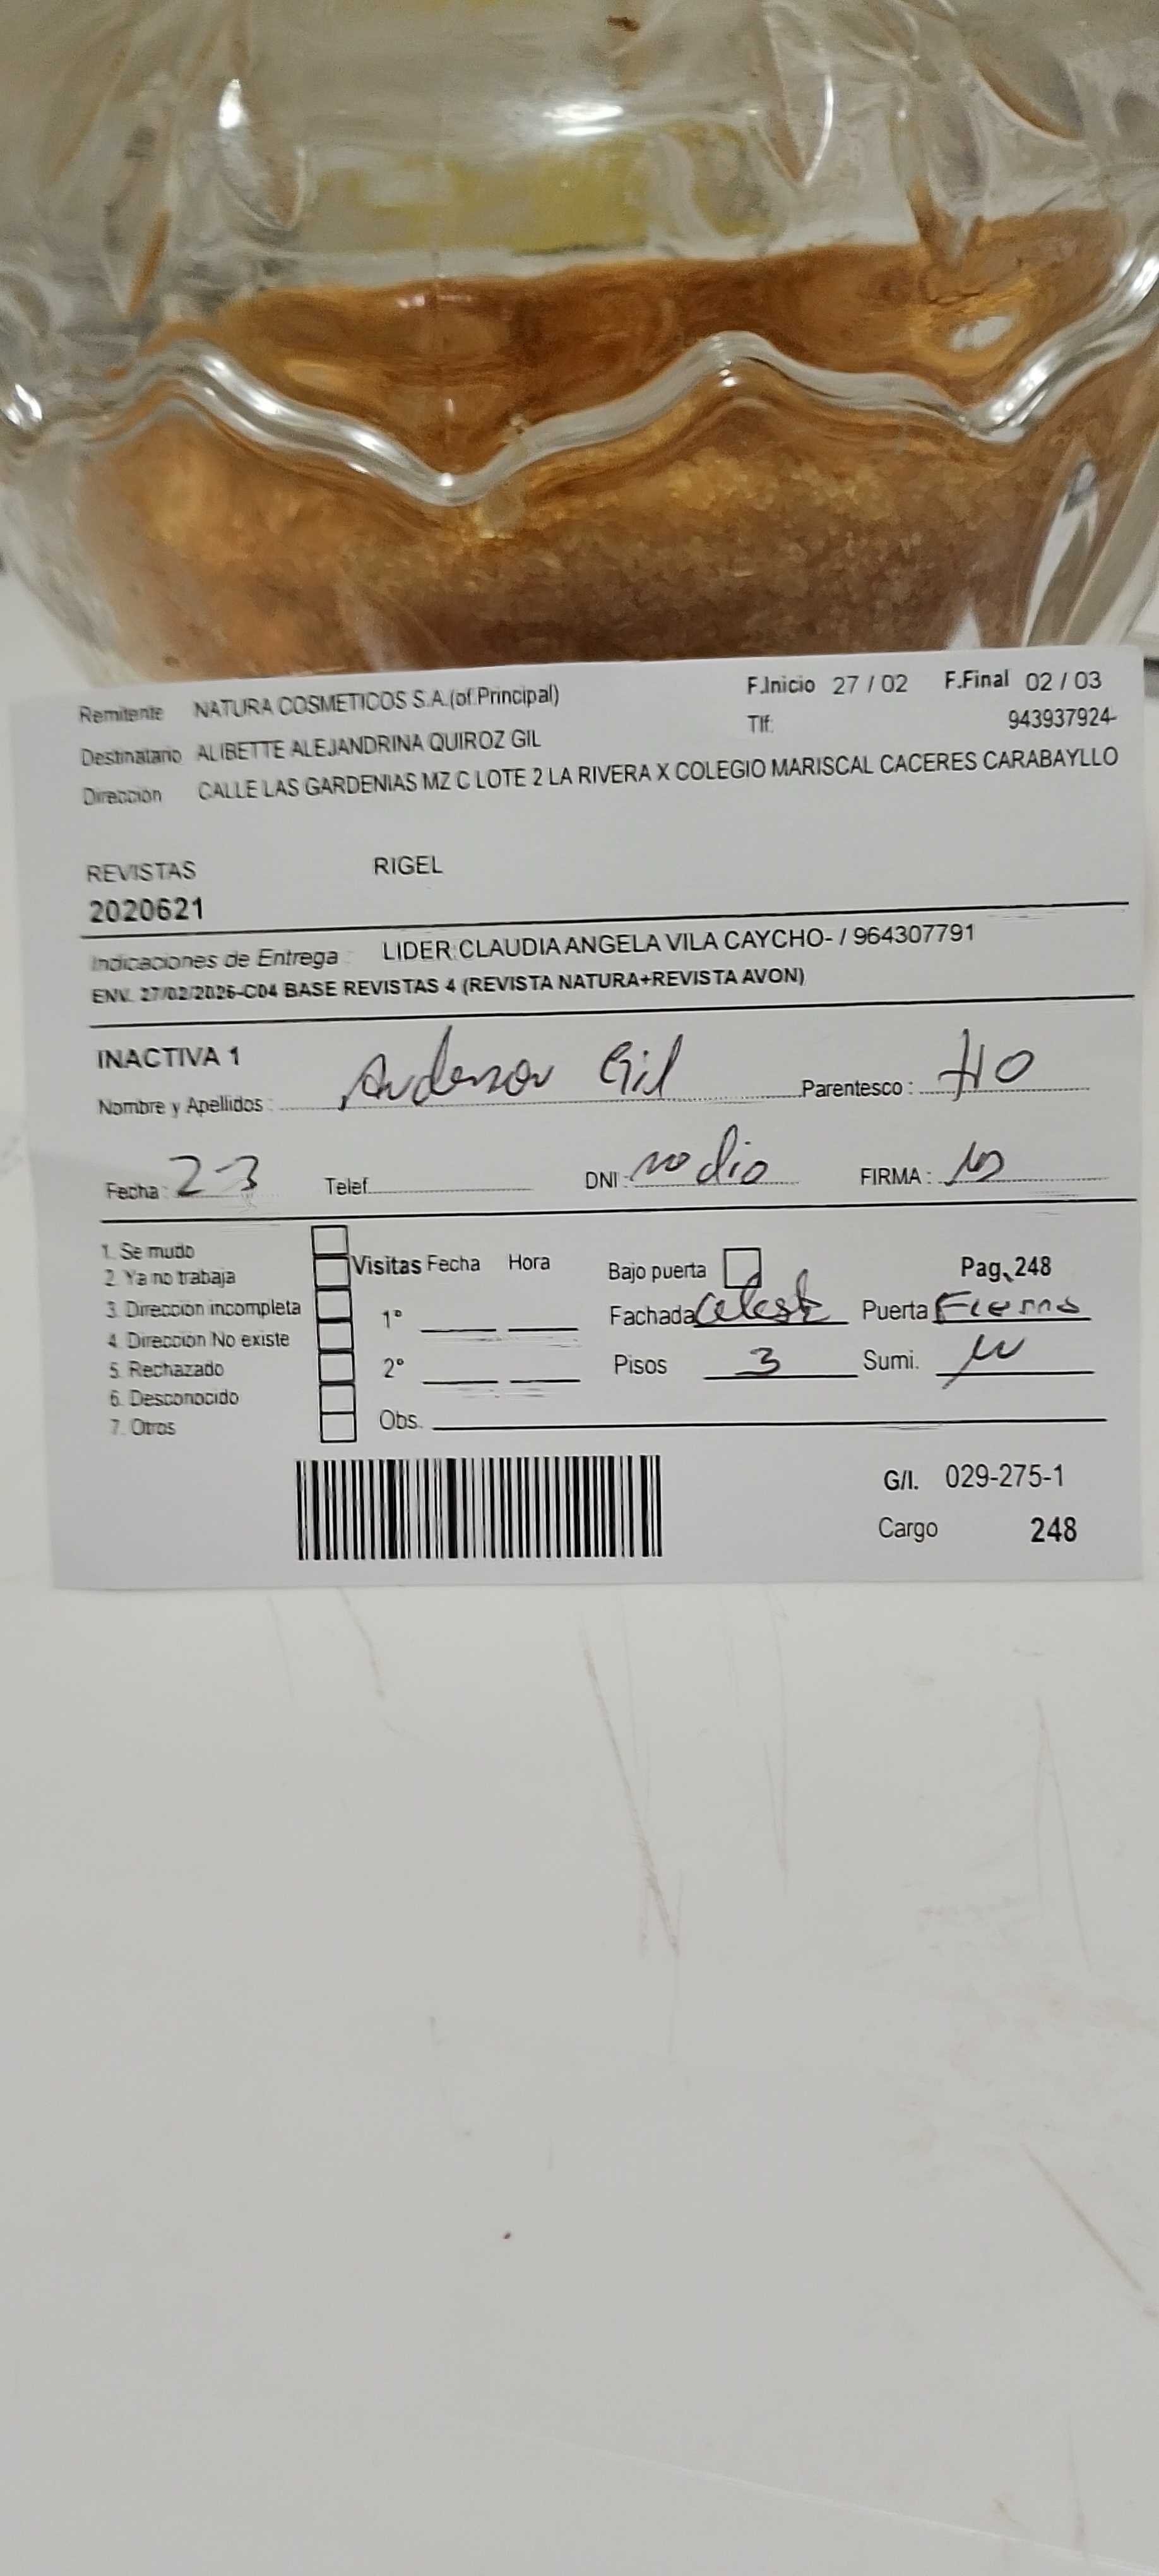 Remitente NATURA COSMETICOS S.A.(of.Principal) F.Inicio 27 / 02 F.Final 02 / 03
Destinatario ALIBETTE ALEJANDRINA QUIROZ GIL Tlf: 943937924-
Dirección CALLE LAS GARDENIAS MZ C LOTE 2 LA RIVERA X COLEGIO MARISCAL CACERES CARABAYLLO
REVISTAS RIGEL
2020621
Indicaciones de Entrega : LIDER:CLAUDIA ANGELA VILA CAYCHO- / 964307791
ENV. 27/02/2026-C04 BASE REVISTAS 4 (REVISTA NATURA+REVISTA AVON)
INACTIVA 1
Nombre y Apellidos : Anderson Gil Parentesco : HO
Fecha : 2-3 Telef. DNI : no dio FIRMA :
1. Se mudo
2. Ya no trabaja
3. Dirección incompleta
4. Dirección No existe
5. Rechazado
6. Desconocido
7. Otros
Visitas Fecha Hora
1°
2°
Obs.
Bajo puerta Pag. 248
Fachada Celeste Puerta Fierro
Pisos 3 Sumi.
G/I. 029-275-1
Cargo 248